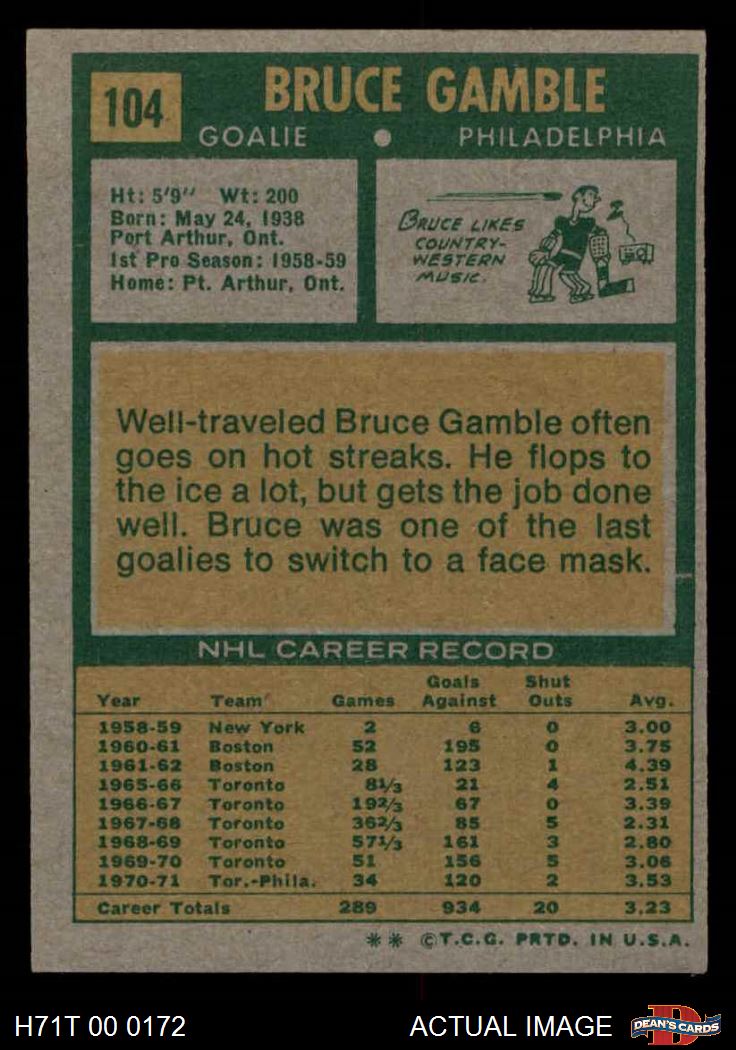 104
BRUCE GAMBLE
GOALIE • PHILADELPHIA
Ht: 5'9'' Wt: 200
Born: May 24, 1938
Port Arthur, Ont.
1st Pro Season: 1958-59
Home: Pt. Arthur, Ont.
BRUCE LIKES
COUNTRY-
WESTERN
MUSIC.
Well-traveled Bruce Gamble often
goes on hot streaks. He flops to
the ice a lot, but gets the job done
well. Bruce was one of the last
goalies to switch to a face mask.
NHL CAREER RECORD
Year Team Games Goals Against Shut Outs Avg.
1958-59 New York 2 6 0 3.00
1960-61 Boston 52 195 0 3.75
1961-62 Boston 28 123 1 4.39
1965-66 Toronto 81/3 21 4 2.51
1966-67 Toronto 192/3 67 0 3.39
1967-68 Toronto 362/3 85 5 2.31
1968-69 Toronto 571/3 161 3 2.80
1969-70 Toronto 51 156 5 3.06
1970-71 Tor.-Phila. 34 120 2 3.53
Career Totals 289 934 20 3.23
** ©T.C.G. PRTD. IN U.S.A.
H71T 00 0172
ACTUAL IMAGE
DEAN'S CARDS